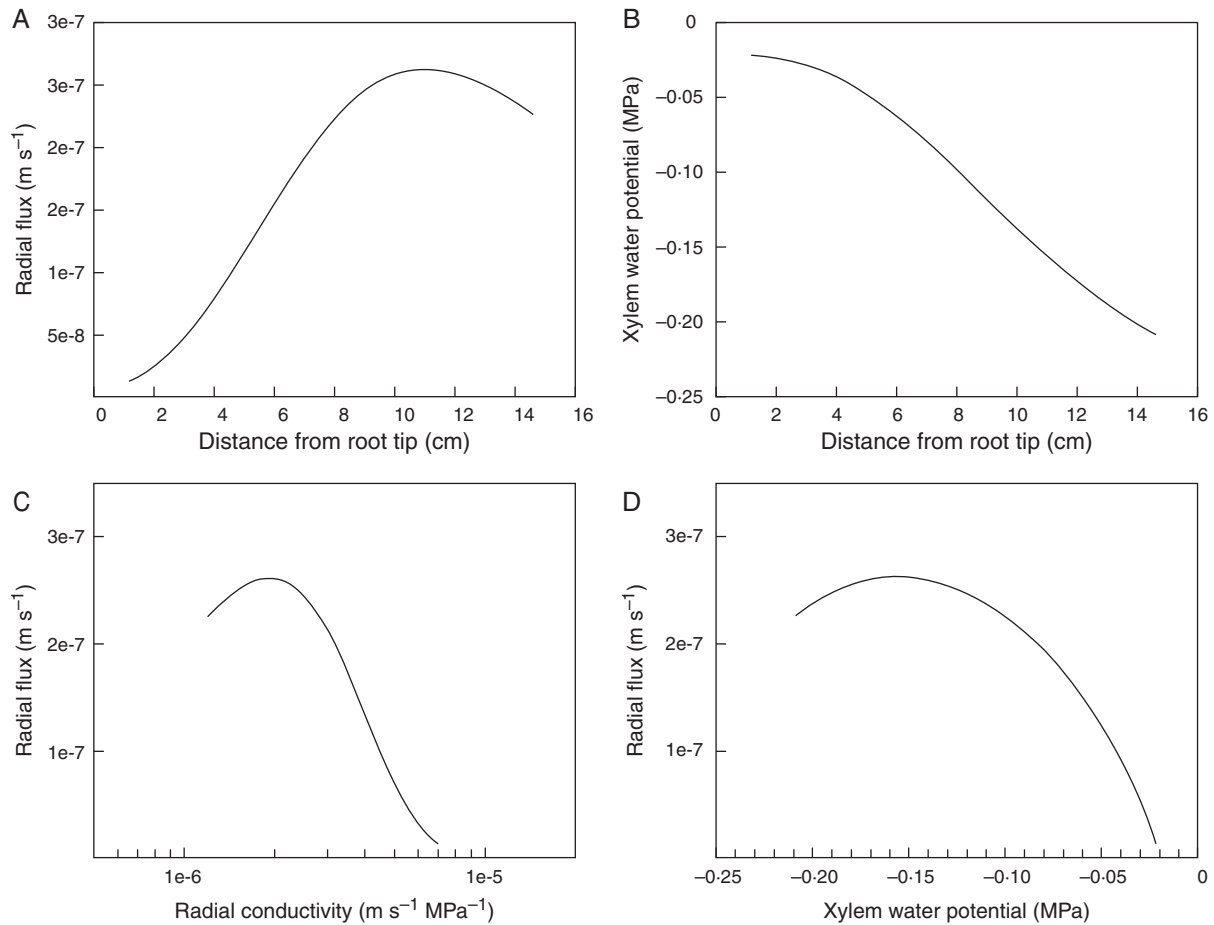 A
3e-7
3e-7
2e-7
2e-7
1e-7
5e-8
Radial flux (m s⁻¹)
0 2 4 6 8 10 12 14 16
Distance from root tip (cm)
B
0
–0·05
–0·10
–0·15
–0·20
–0·25
Xylem water potential (MPa)
0 2 4 6 8 10 12 14 16
Distance from root tip (cm)
C
3e-7
2e-7
1e-7
Radial flux (m s⁻¹)
1e-6 1e-5
Radial conductivity (m s⁻¹ MPa⁻¹)
D
3e-7
2e-7
1e-7
Radial flux (m s⁻¹)
–0·25 –0·20 –0·15 –0·10 –0·05 0
Xylem water potential (MPa)